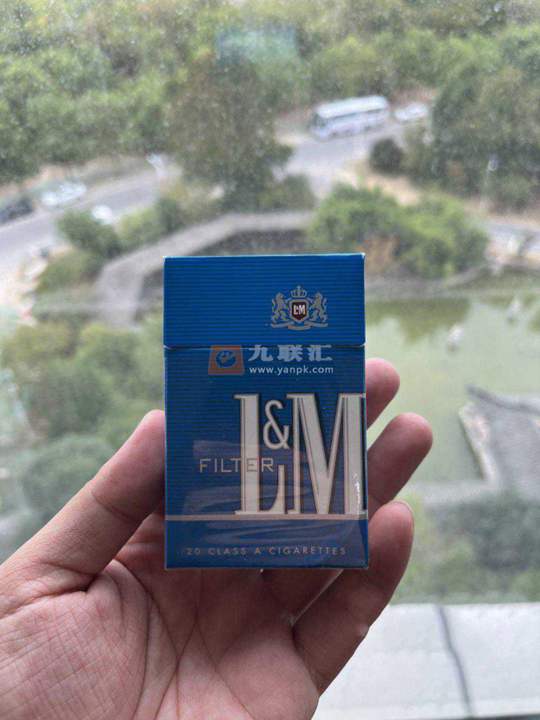 L&M
九联汇
www.yanpk.com
L&M
FILTER
20 CLASS A CIGARETTES